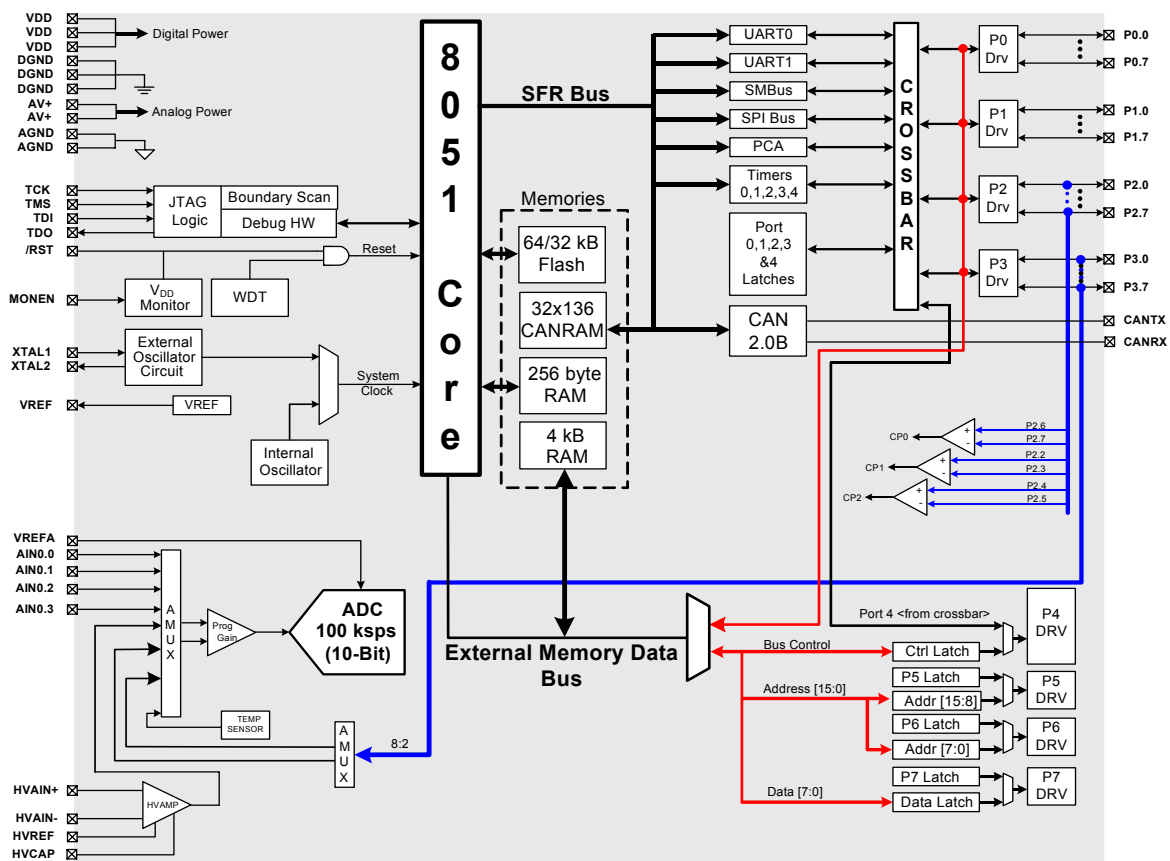 VDD
VDD
VDD
DGND
DGND
DGND
AV+
AV+
AGND
AGND
Digital Power
Analog Power
TCK
TMS
TDI
TDO
/RST
MONEN
XTAL1
XTAL2
VREF
JTAG
Logic
Boundary Scan
Debug HW
Reset
VDD
Monitor
WDT
External
Oscillator
Circuit
VREF
System
Clock
Internal
Oscillator
8051 Core
SFR Bus
Memories
64/32 kB
Flash
32x136
CANRAM
256 byte
RAM
4 kB
RAM
UART0
UART1
SMBus
SPI Bus
PCA
Timers
0,1,2,3,4
Port
0,1,2,3
&4
Latches
CAN
2.0B
CROSSBAR
P0
Drv
P1
Drv
P2
Drv
P3
Drv
P0.0
P0.7
P1.0
P1.7
P2.0
P2.7
P3.0
P3.7
CANTX
CANRX
CP0
+
-
P2.6
P2.7
CP1
+
-
P2.2
P2.3
CP2
+
-
P2.4
P2.5
VREFA
AIN0.0
AIN0.1
AIN0.2
AIN0.3
AMUX
Prog
Gain
ADC
100 ksps
(10-Bit)
TEMP
SENSOR
AMUX
8:2
HVAIN+
HVAIN-
HVREF
HVCAP
HVAMP
External Memory Data
Bus
Port 4 <from crossbar>
Bus Control
Ctrl Latch
P4
DRV
Address [15:0]
P5 Latch
Addr [15:8]
P5
DRV
P6 Latch
Addr [7:0]
P6
DRV
Data [7:0]
P7 Latch
Data Latch
P7
DRV